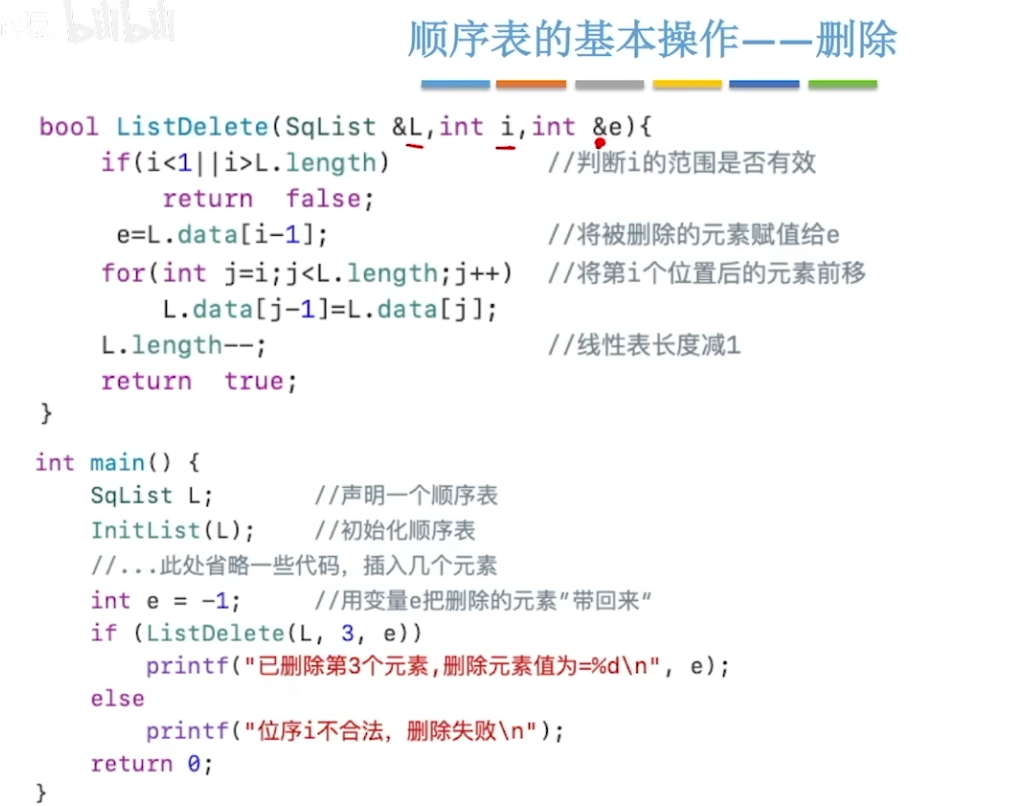 bilibili
顺序表的基本操作——删除
bool ListDelete(SqList &L,int i,int &e){
if(i<1||i>L.length) //判断i的范围是否有效
return false;
e=L.data[i-1]; //将被删除的元素赋值给e
for(int j=i;j<L.length;j++) //将第i个位置后的元素前移
L.data[j-1]=L.data[j];
L.length--; //线性表长度减1
return true;
}
int main() {
SqList L; //声明一个顺序表
InitList(L); //初始化顺序表
//...此处省略一些代码，插入几个元素
int e = -1; //用变量e把删除的元素"带回来"
if (ListDelete(L, 3, e))
printf("已删除第3个元素,删除元素值为=%d\n", e);
else
printf("位序i不合法，删除失败\n");
return 0;
}